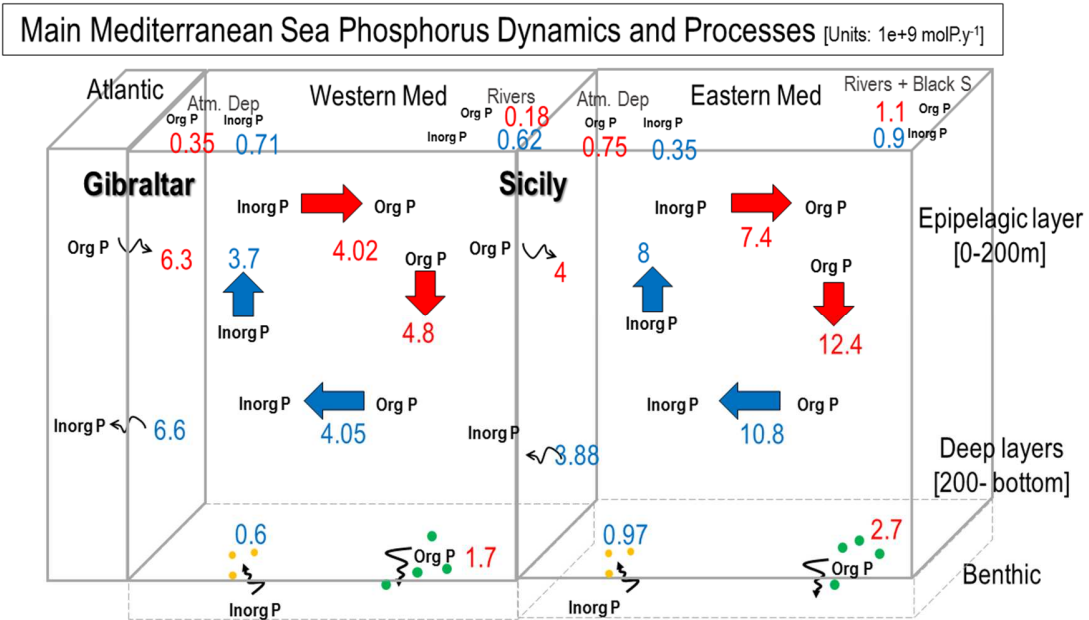 Main Mediterranean Sea Phosphorus Dynamics and Processes [Units: 1e+9 molP.y-1]
Atlantic
Western Med
Eastern Med
Atm. Dep
Org P Inorg P
0.35 0.71
Rivers
Org P 0.18
Inorg P 0.62
Atm. Dep
Org P Inorg P
0.75 0.35
Rivers + Black S
1.1 Org P
0.9 Inorg P
Gibraltar
Sicily
Inorg P Org P
4.02
Inorg P Org P
7.4
Epipelagic layer
[0-200m]
Org P
6.3
3.7
Inorg P
Org P
4.8
Org P
4
8
Inorg P
Org P
12.4
Inorg P Org P
4.05
Inorg P Org P
10.8
Inorg P
6.6
Inorg P
3.88
Deep layers
[200- bottom]
0.6
Inorg P
Org P 1.7
0.97
Inorg P
2.7
Org P
Benthic